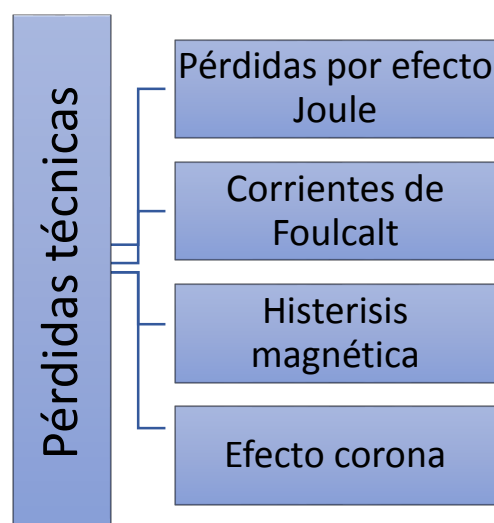 Pérdidas técnicas
Pérdidas por efecto
Joule
Corrientes de
Foulcalt
Histerisis
magnética
Efecto corona